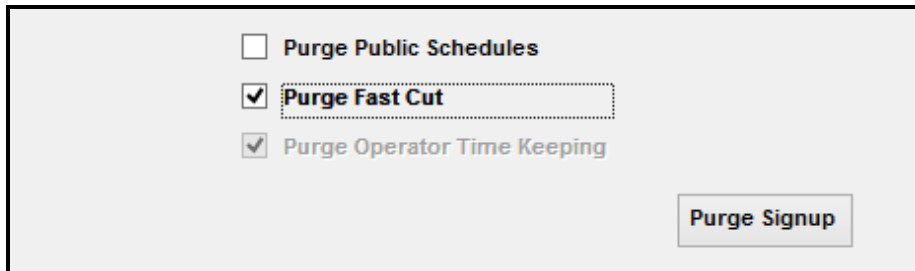 Purge Public Schedules
Purge Fast Cut
Purge Operator Time Keeping
Purge Signup